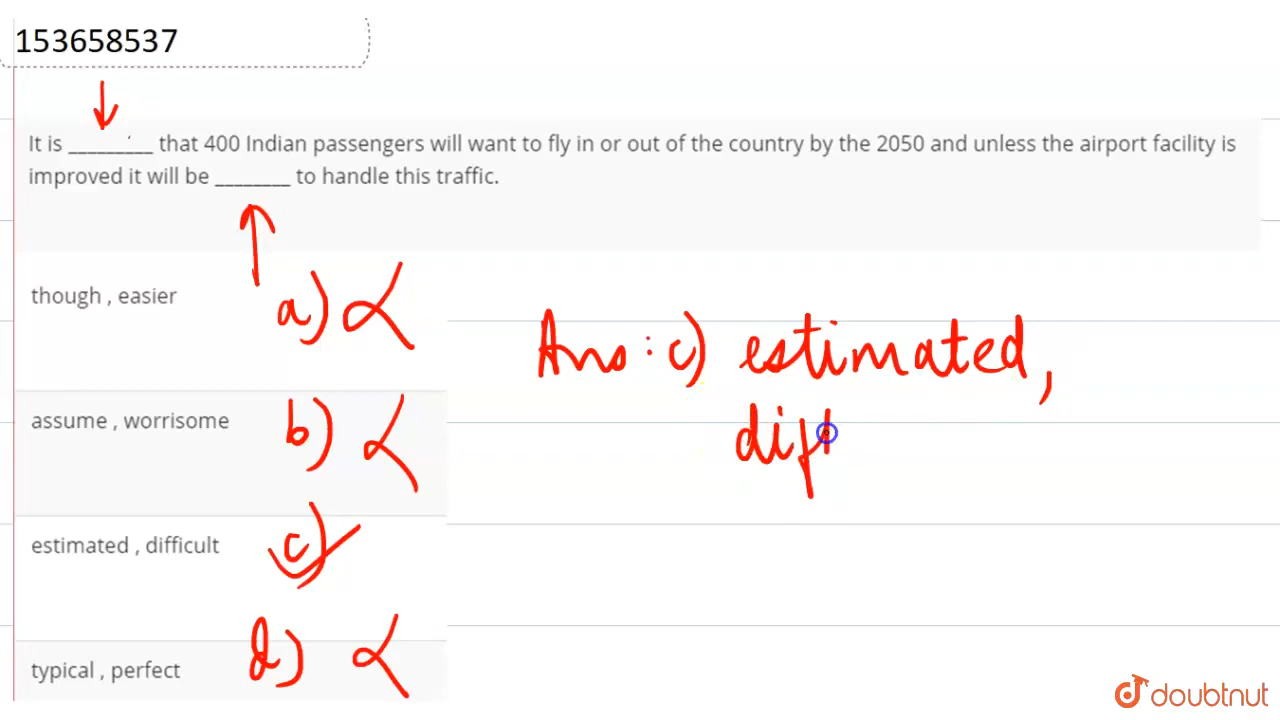 153658537
It is _________ that 400 Indian passengers will want to fly in or out of the country by the 2050 and unless the airport facility is
improved it will be ________ to handle this traffic.
though , easier
a)
assume , worrisome
b)
estimated , difficult
c)
typical , perfect
d)
Ans : c) estimated,
dif
doubtnut